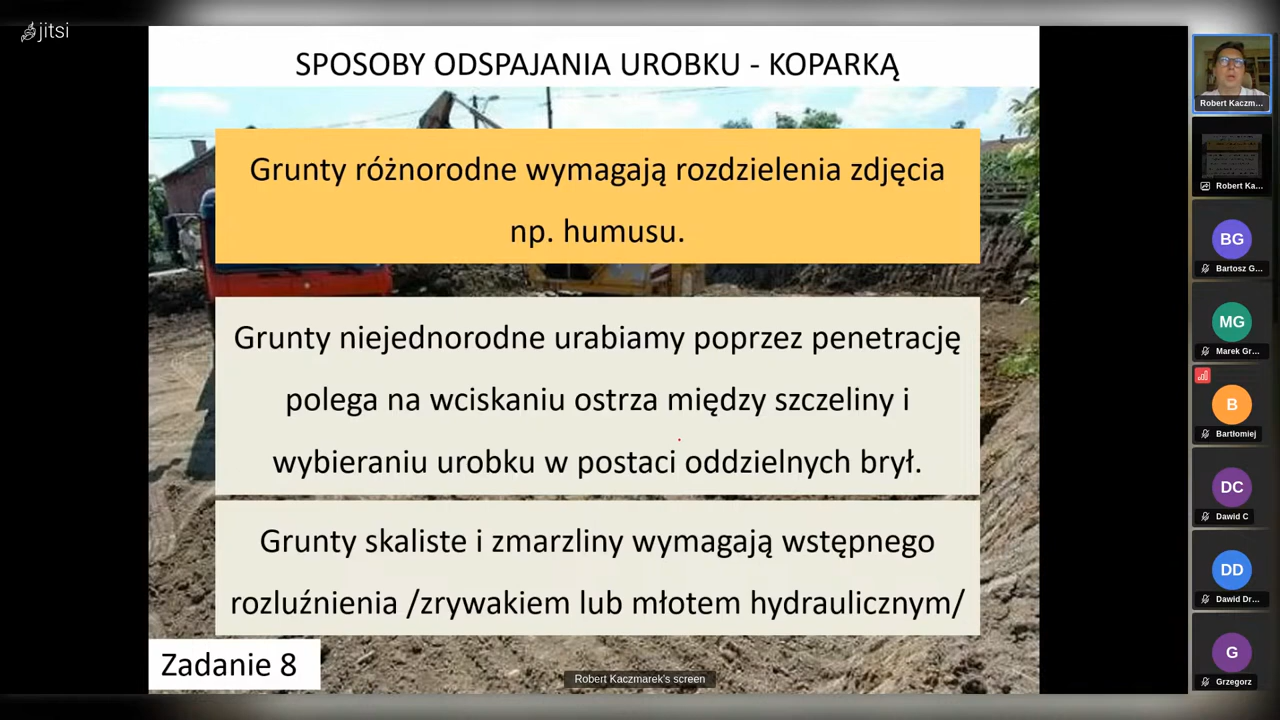 jitsi
SPOSOBY ODSPAJANIA UROBKU - KOPARKĄ
Grunty różnorodne wymagają rozdzielenia zdjęcia
np. humusu.
Grunty niejednorodne urabiamy poprzez penetrację
polega na wciskaniu ostrza między szczeliny i
wybieraniu urobku w postaci oddzielnych brył.
Grunty skaliste i zmarzliny wymagają wstępnego
rozluźnienia /zrywakiem lub młotem hydraulicznym/
Zadanie 8
Robert Kaczmarek's screen
Robert Kaczm...
Robert Ka...
BG
Bartosz G...
MG
Marek Gr...
B
Bartłomiej
DC
Dawid C
DD
Dawid Dr...
G
Grzegorz